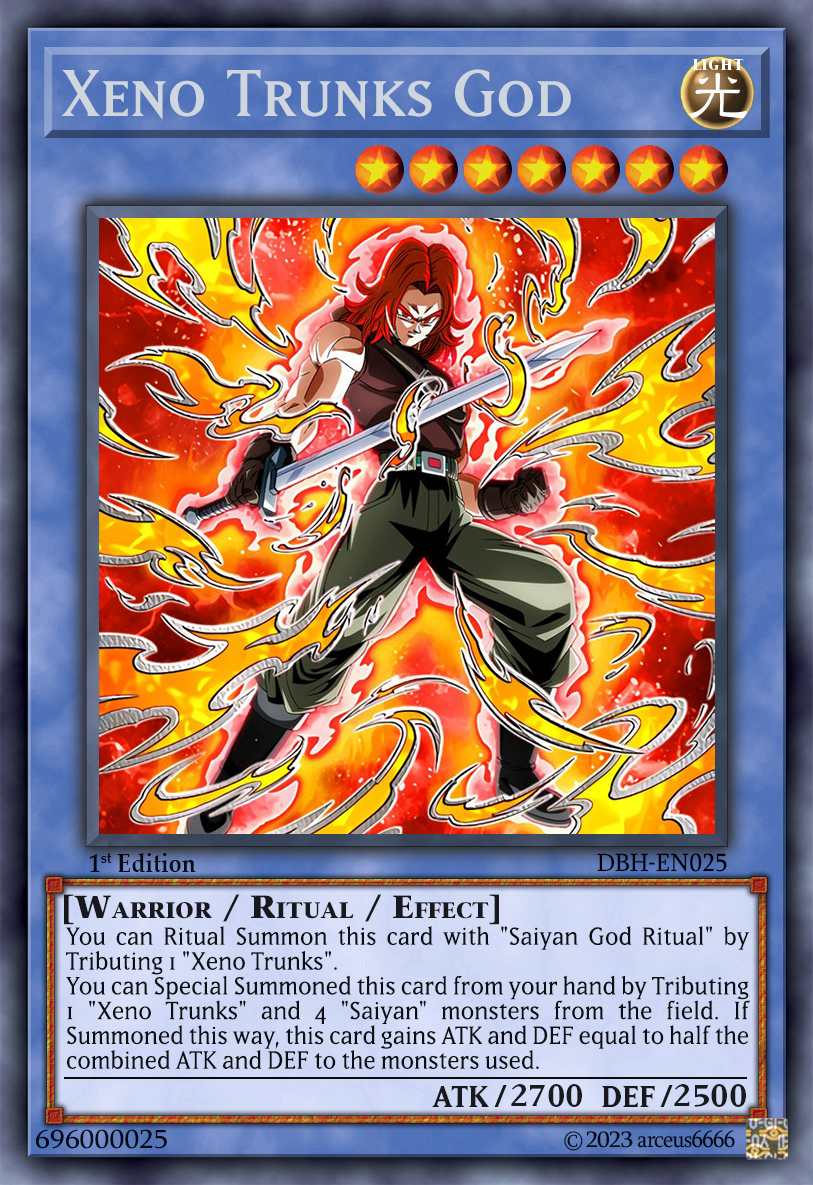 Xeno Trunks God
LIGHT
光
1st Edition
DBH-EN025
[Warrior / Ritual / Effect]
You can Ritual Summon this card with "Saiyan God Ritual" by
Tributing 1 "Xeno Trunks".
You can Special Summoned this card from your hand by Tributing
1 "Xeno Trunks" and 4 "Saiyan" monsters from the field. If
Summoned this way, this card gains ATK and DEF equal to half the
combined ATK and DEF to the monsters used.
ATK/2700 DEF/2500
696000025
©2023 arceus6666